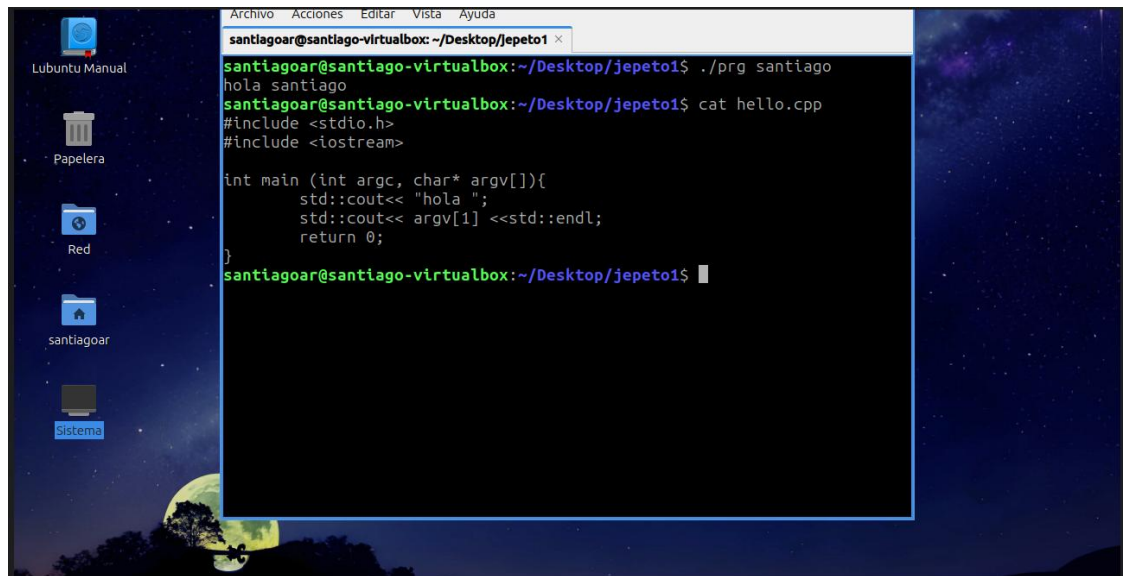 Archivo Acciones Editar Vista Ayuda
santiagoar@santiago-virtualbox: ~/Desktop/jepeto1 ×
santiagoar@santiago-virtualbox:~/Desktop/jepeto1$ ./prg santiago
hola santiago
santiagoar@santiago-virtualbox:~/Desktop/jepeto1$ cat hello.cpp
#include <stdio.h>
#include <iostream>
int main (int argc, char* argv[]){
std::cout<< "hola ";
std::cout<< argv[1] <<std::endl;
return 0;
}
santiagoar@santiago-virtualbox:~/Desktop/jepeto1$
Lubuntu Manual
Papelera
Red
santiagoar
Sistema